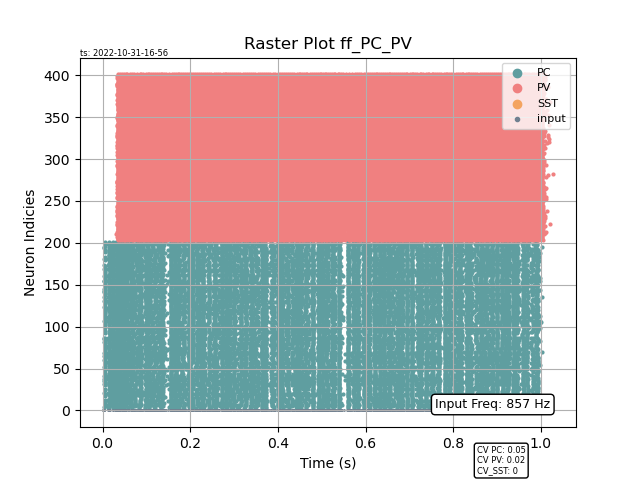 Raster Plot ff_PC_PV
ts: 2022-10-31-16-56
PC
PV
SST
input
400
350
300
250
200
150
100
50
0
Neuron Indicies
Input Freq: 857 Hz
0.0 0.2 0.4 0.6 0.8 1.0
Time (s)
CV PC: 0.05
CV PV: 0.02
CV_SST: 0